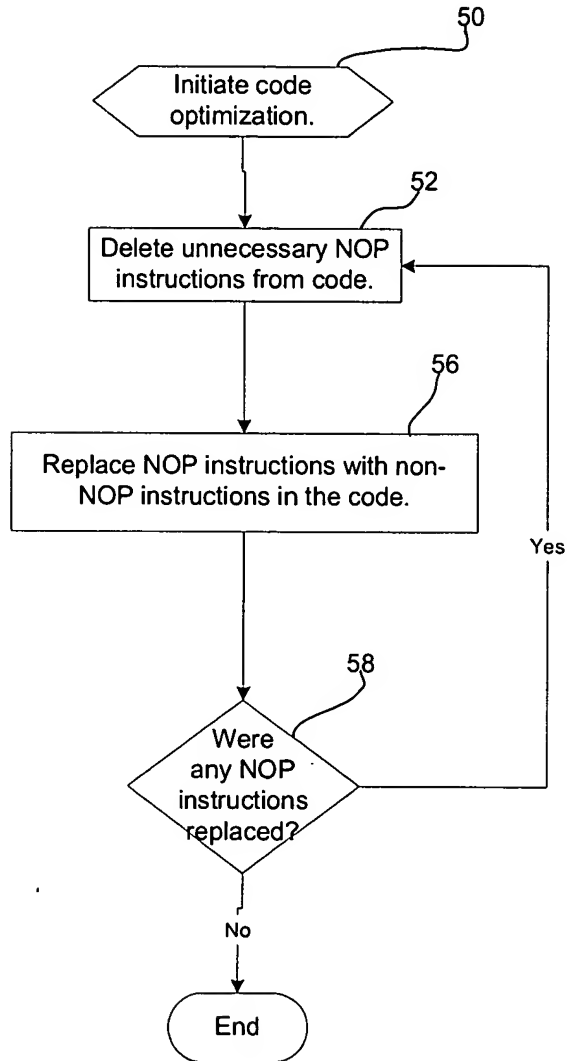 50
Initiate code
optimization.
52
Delete unnecessary NOP
instructions from code.
56
Replace NOP instructions with non-
NOP instructions in the code.
Yes
58
Were
any NOP
instructions
replaced?
No
End